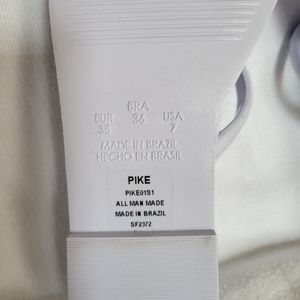 BRA
EUR 36 USA
38 7
MADE IN BRAZIL
HECHO EN BRASIL
PIKE
PIKE01S1
ALL MAN MADE
MADE IN BRAZIL
SF2372